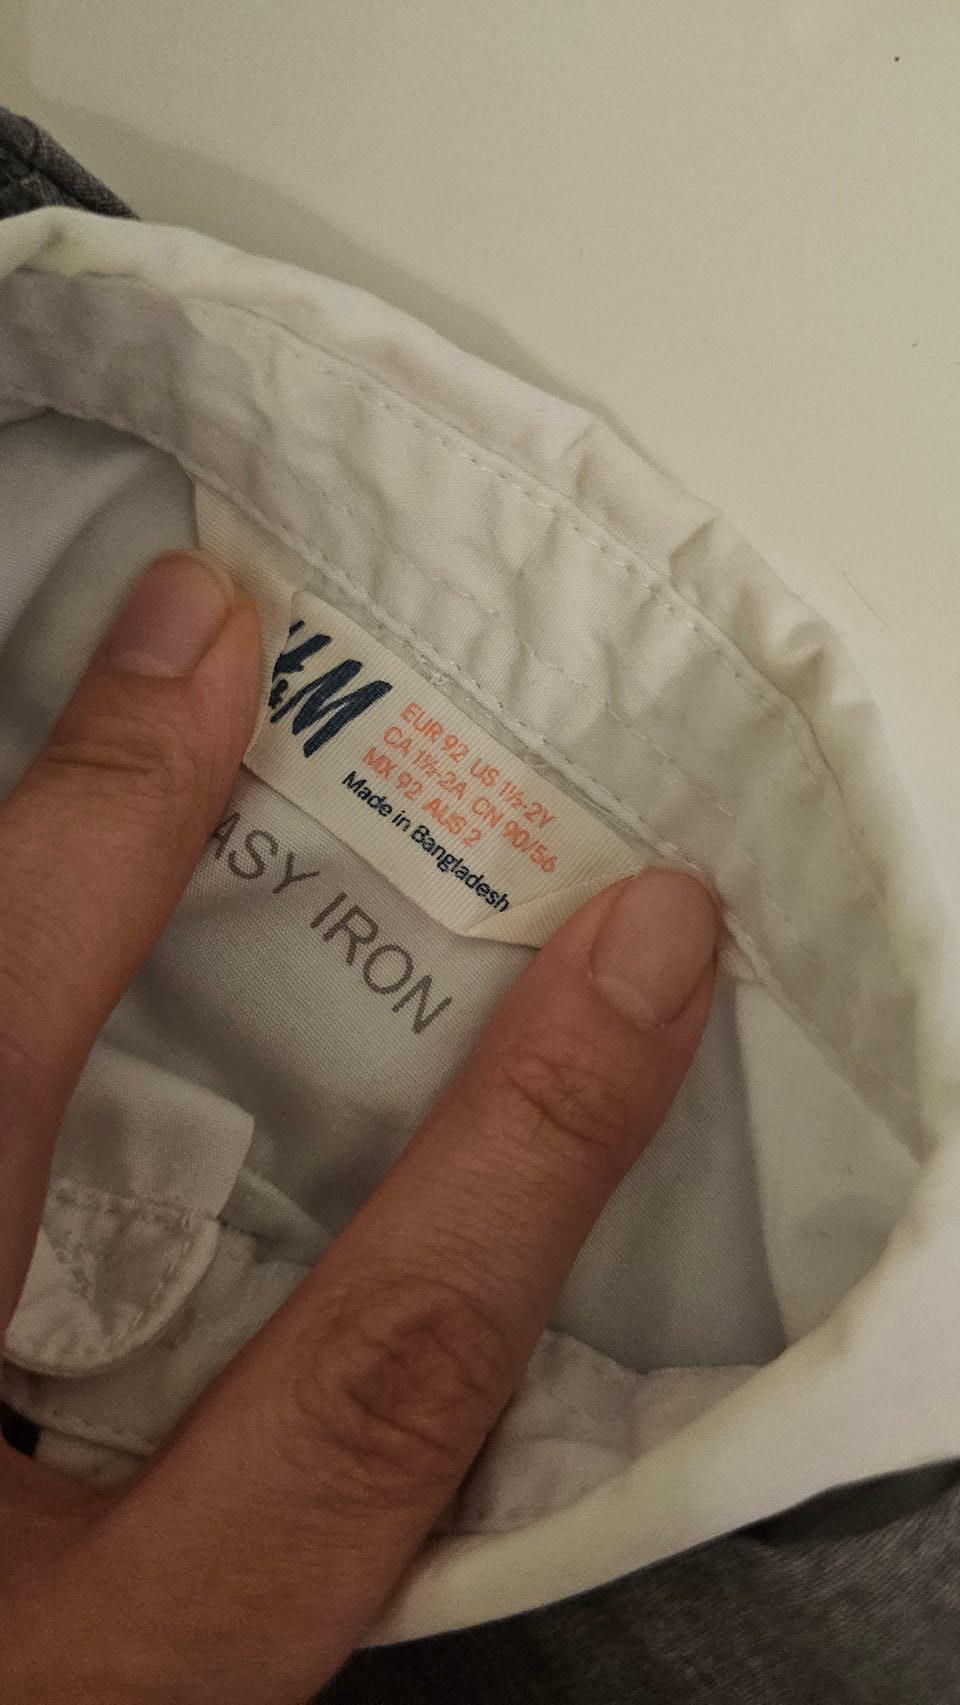 H&M
EUR 92 US 1½-2Y
CA 1½-2A CN 90/56
MX 92 AUS 2
Made in Bangladesh
ASY IRON